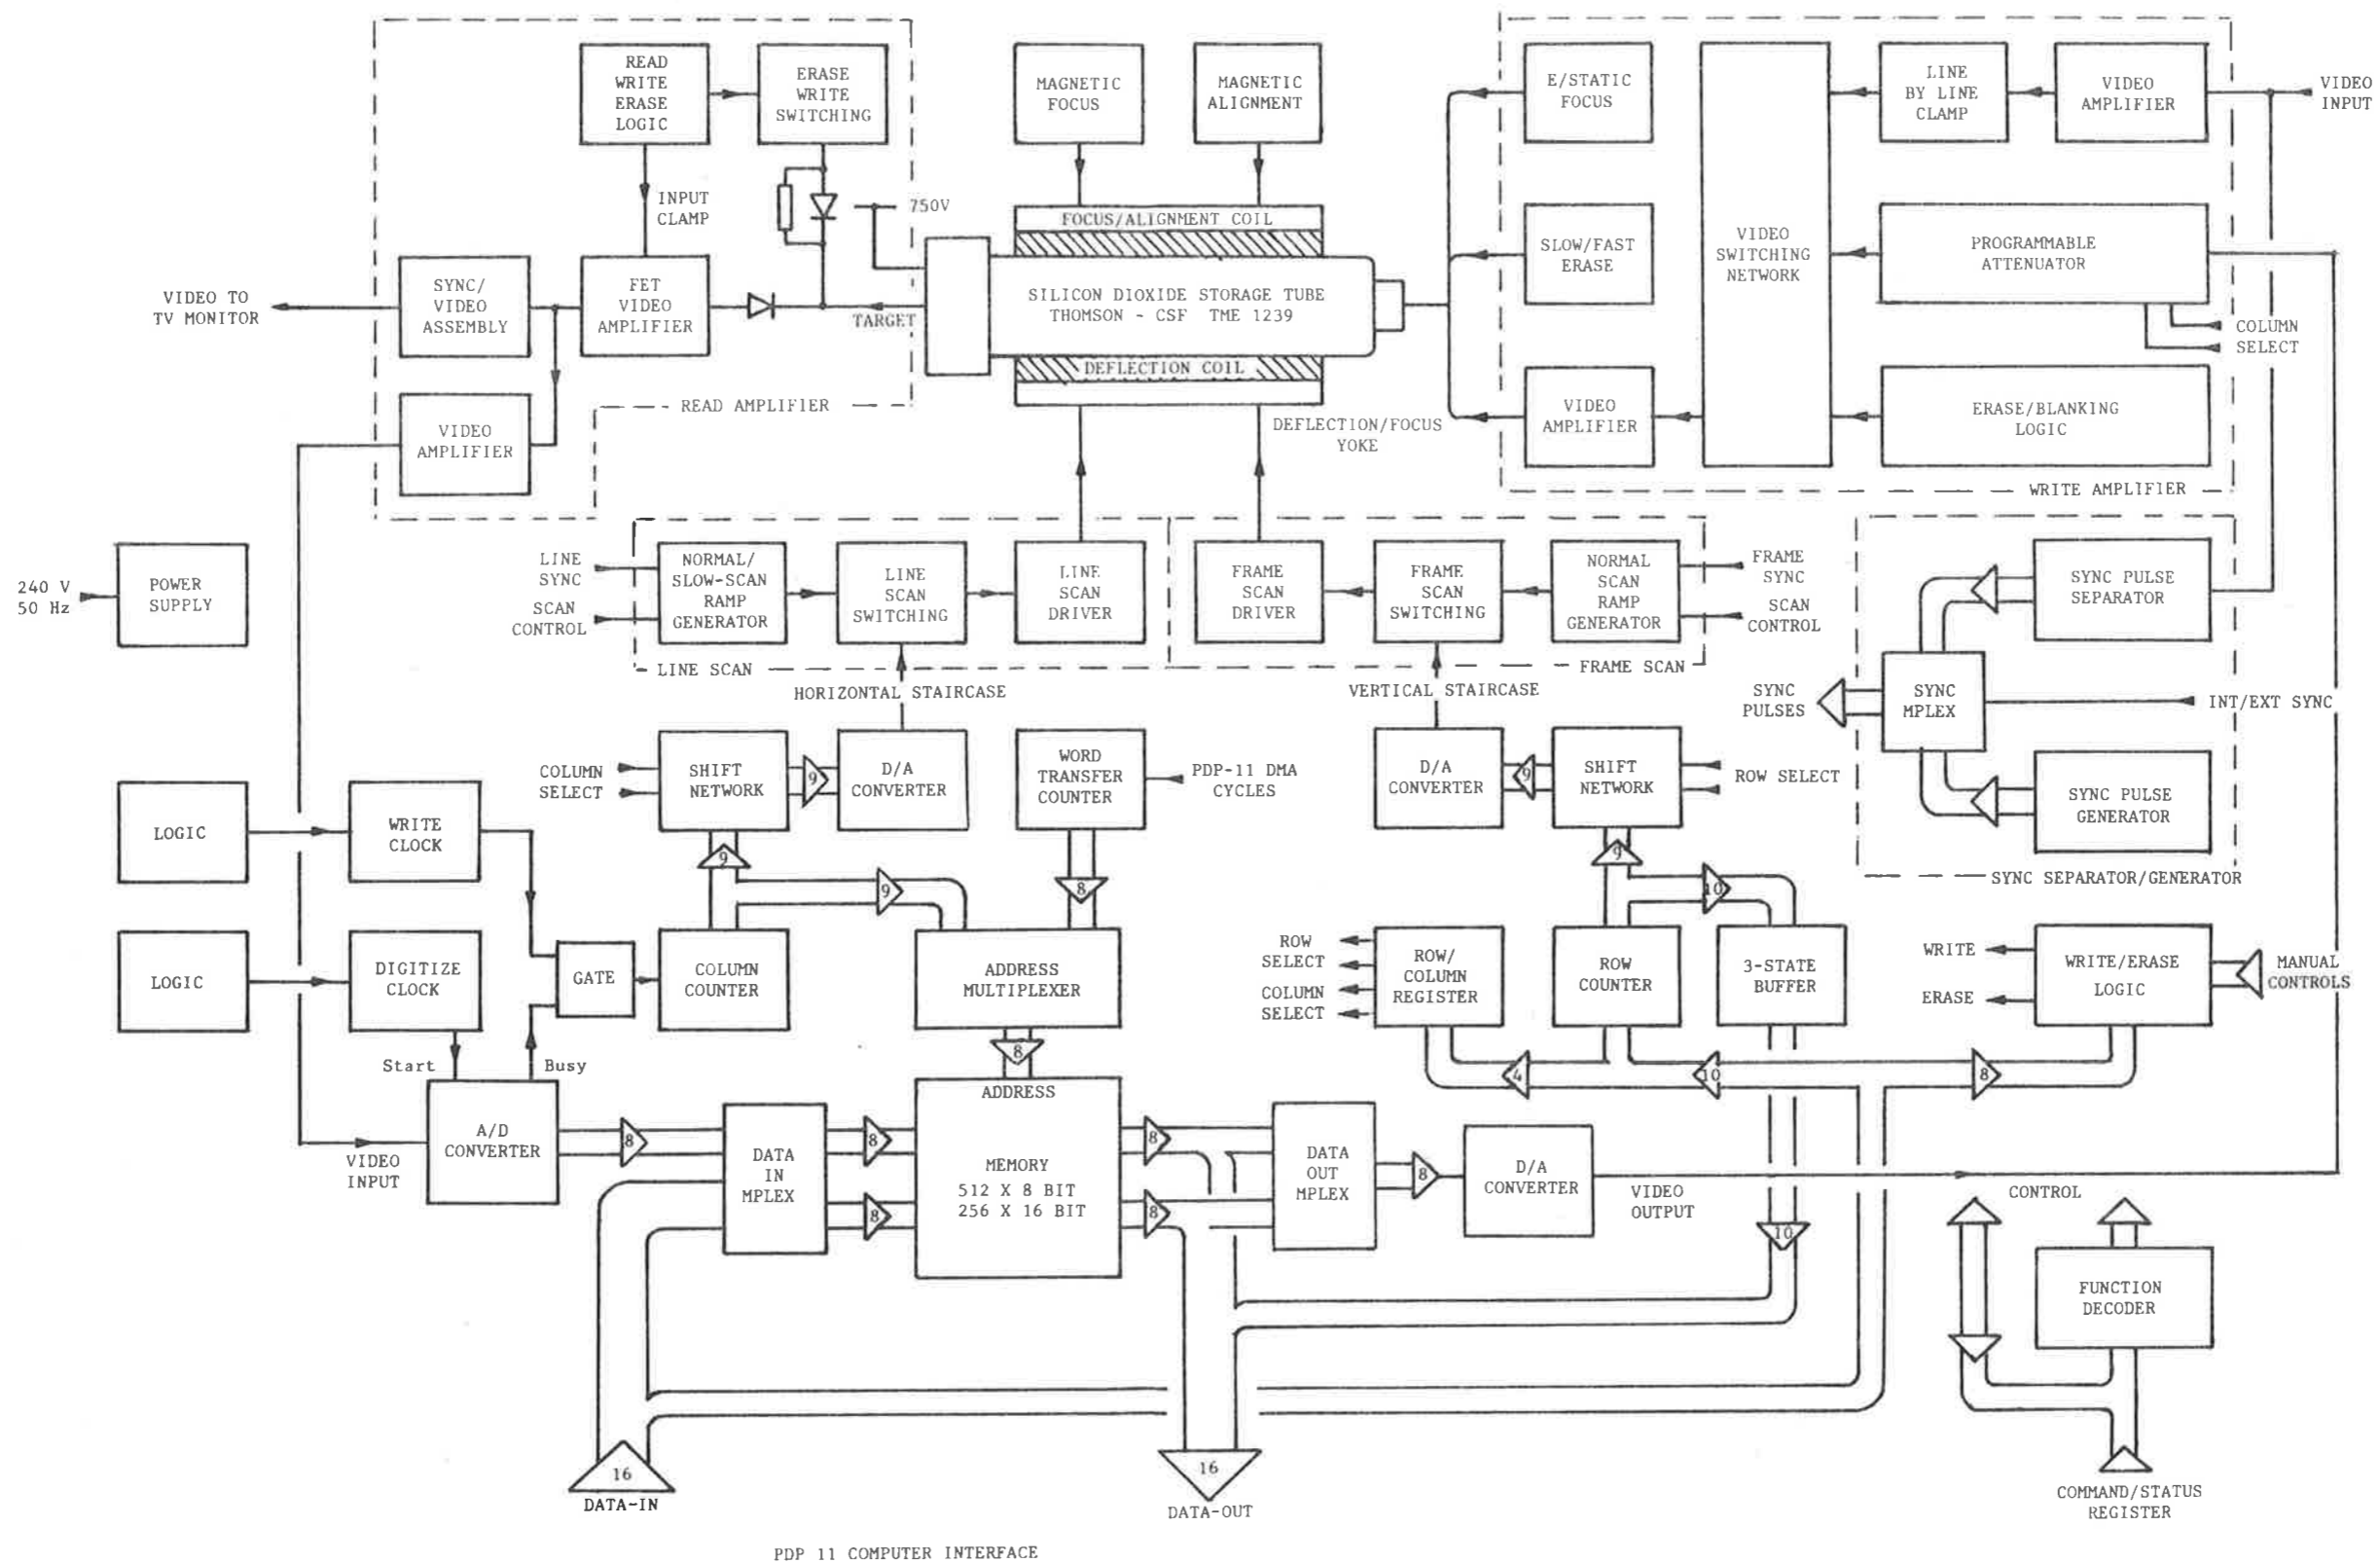 READ
WRITE
ERASE
LOGIC
ERASE
WRITE
SWITCHING
MAGNETIC
FOCUS
MAGNETIC
ALIGNMENT
E/STATIC
FOCUS
LINE
BY LINE
CLAMP
VIDEO
AMPLIFIER
VIDEO
INPUT
INPUT
CLAMP
750V
FOCUS/ALIGNMENT COIL
SLOW/FAST
ERASE
VIDEO
SWITCHING
NETWORK
PROGRAMMABLE
ATTENUATOR
VIDEO TO
TV MONITOR
SYNC/
VIDEO
ASSEMBLY
FET
VIDEO
AMPLIFIER
TARGET
SILICON DIOXIDE STORAGE TUBE
THOMSON - CSF TME 1239
COLUMN
SELECT
DEFLECTION COIL
READ AMPLIFIER
VIDEO
AMPLIFIER
DEFLECTION/FOCUS
YOKE
VIDEO
AMPLIFIER
ERASE/BLANKING
LOGIC
WRITE AMPLIFIER
240 V
50 Hz
POWER
SUPPLY
LINE
SYNC
SCAN
CONTROL
NORMAL/
SLOW-SCAN
RAMP
GENERATOR
LINE
SCAN
SWITCHING
LINE
SCAN
DRIVER
FRAME
SCAN
DRIVER
FRAME
SCAN
SWITCHING
NORMAL
SCAN
RAMP
GENERATOR
FRAME
SYNC
SCAN
CONTROL
SYNC PULSE
SEPARATOR
LINE SCAN
FRAME SCAN
HORIZONTAL STAIRCASE
VERTICAL STAIRCASE
SYNC
PULSES
SYNC
MPLEX
INT/EXT SYNC
COLUMN
SELECT
SHIFT
NETWORK
9
D/A
CONVERTER
WORD
TRANSFER
COUNTER
PDP-11 DMA
CYCLES
D/A
CONVERTER
9
SHIFT
NETWORK
ROW SELECT
SYNC PULSE
GENERATOR
LOGIC
WRITE
CLOCK
9
9
8
9
10
SYNC SEPARATOR/GENERATOR
LOGIC
DIGITIZE
CLOCK
GATE
COLUMN
COUNTER
ADDRESS
MULTIPLEXER
ROW
SELECT
COLUMN
SELECT
ROW/
COLUMN
REGISTER
ROW
COUNTER
3-STATE
BUFFER
WRITE
ERASE
WRITE/ERASE
LOGIC
MANUAL
CONTROLS
Start
Busy
8
4
10
8
A/D
CONVERTER
VIDEO
INPUT
8
DATA
IN
MPLEX
8
8
ADDRESS
MEMORY
512 X 8 BIT
256 X 16 BIT
8
8
DATA
OUT
MPLEX
8
D/A
CONVERTER
VIDEO
OUTPUT
10
CONTROL
FUNCTION
DECODER
16
DATA-IN
16
DATA-OUT
COMMAND/STATUS
REGISTER
PDP 11 COMPUTER INTERFACE